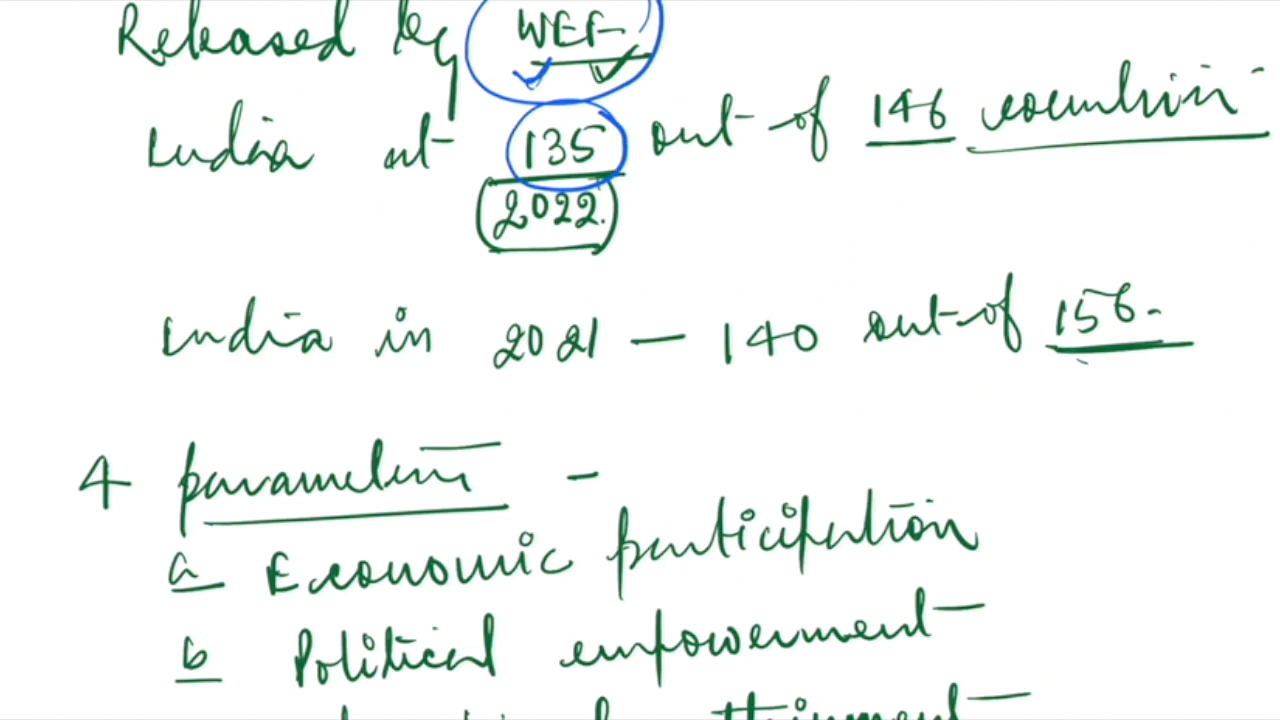 Released by WEF
India at 135 out of 146 countries
2022.
India in 2021 - 140 out of 156.
4 parameters -
a Economic participation
b Political empowerment
attainment